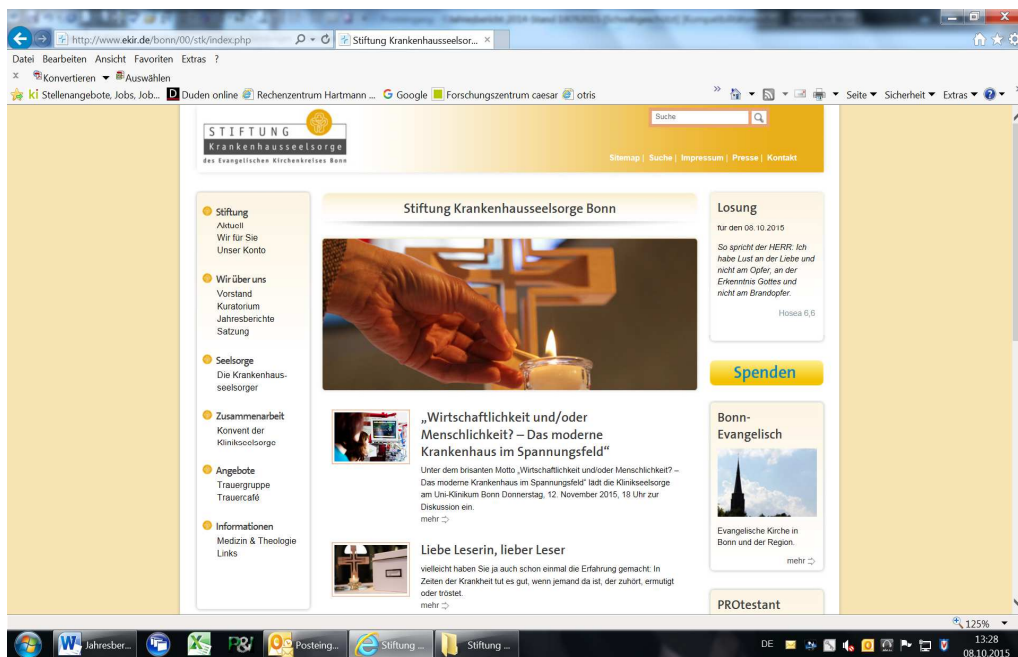 http://www.ekir.de/bonn/00/stk/index.php
Stiftung Krankenhausseelsor...
Datei Bearbeiten Ansicht Favoriten Extras ?
x Konvertieren Auswählen
ki Stellenangebote, Jobs, Job... D Duden online Rechenzentrum Hartmann ... G Google Forschungszentrum caesar otris
Seite Sicherheit Extras
STIFTUNG
Krankenhausseelsorge
des Evangelischen Kirchenkreises Bonn
Suche
Sitemap | Suche | Impressum | Presse | Kontakt
Stiftung
Aktuell
Wir für Sie
Unser Konto
Wir über uns
Vorstand
Kuratorium
Jahresberichte
Satzung
Seelsorge
Die Krankenhaus-
seelsorger
Zusammenarbeit
Konvent der
Klinikseelsorge
Angebote
Trauergruppe
Trauercafé
Informationen
Medizin & Theologie
Links
Stiftung Krankenhausseelsorge Bonn
„Wirtschaftlichkeit und/oder
Menschlichkeit? – Das moderne
Krankenhaus im Spannungsfeld“
Unter dem brisanten Motto „Wirtschaftlichkeit und/oder Menschlichkeit? –
Das moderne Krankenhaus im Spannungsfeld“ lädt die Klinikseelsorge
am Uni-Klinikum Bonn Donnerstag, 12. November 2015, 18 Uhr zur
Diskussion ein.
mehr
Liebe Leserin, lieber Leser
vielleicht haben Sie ja auch schon einmal die Erfahrung gemacht: In
Zeiten der Krankheit tut es gut, wenn jemand da ist, der zuhört, ermutigt
oder tröstet.
mehr
Losung
für den 08.10.2015
So spricht der HERR: Ich
habe Lust an der Liebe und
nicht am Opfer, an der
Erkenntnis Gottes und
nicht am Brandopfer.
Hosea 6,6
Spenden
Bonn-
Evangelisch
Evangelische Kirche in
Bonn und der Region.
mehr
PROtestant
125%
Jahresber...
P&I
Posteing...
Stiftung ...
Stiftung ...
DE
13:28
08.10.2015